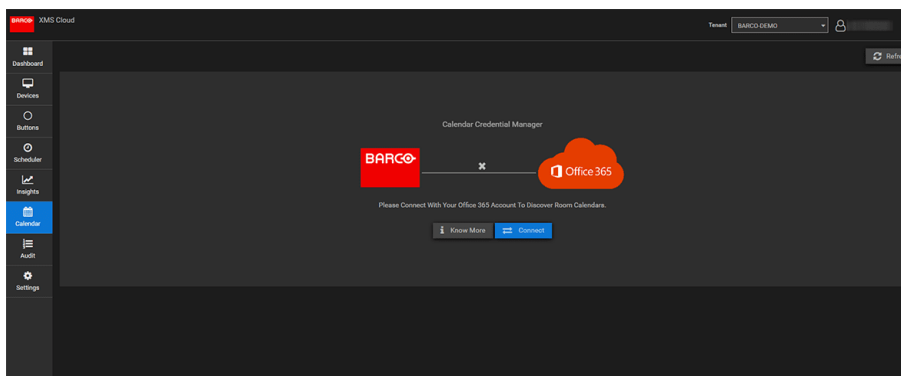 BARCO XMS Cloud
Tenant BARCO-DEMO
Dashboard
Refre
Devices
Buttons
Scheduler
Insights
Calendar
Audit
Settings
Calendar Credential Manager
BARCO
Office 365
Please Connect With Your Office 365 Account To Discover Room Calendars.
Know More
Connect